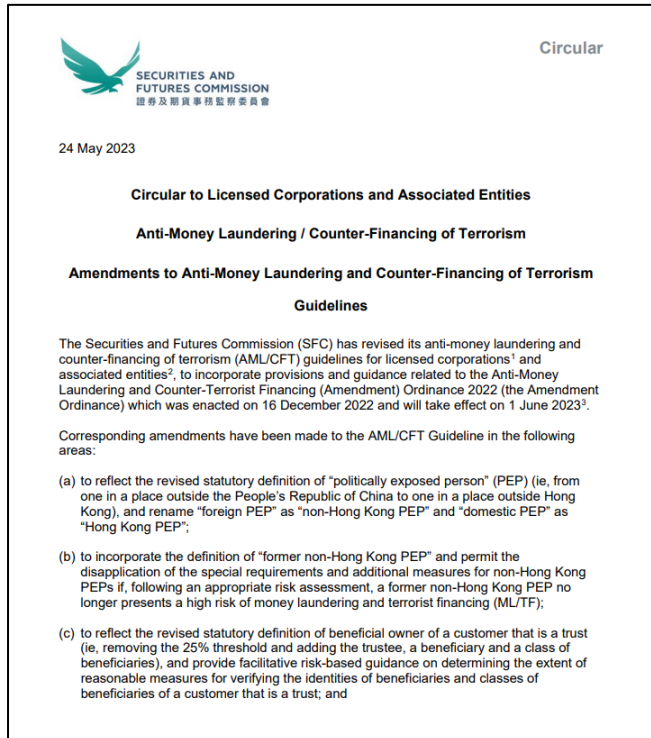 Circular
SECURITIES AND
FUTURES COMMISSION
證券及期貨事務監察委員會
24 May 2023
Circular to Licensed Corporations and Associated Entities
Anti-Money Laundering / Counter-Financing of Terrorism
Amendments to Anti-Money Laundering and Counter-Financing of Terrorism
Guidelines
The Securities and Futures Commission (SFC) has revised its anti-money laundering and
counter-financing of terrorism (AML/CFT) guidelines for licensed corporations¹ and
associated entities², to incorporate provisions and guidance related to the Anti-Money
Laundering and Counter-Terrorist Financing (Amendment) Ordinance 2022 (the Amendment
Ordinance) which was enacted on 16 December 2022 and will take effect on 1 June 2023³.
Corresponding amendments have been made to the AML/CFT Guideline in the following
areas:
(a) to reflect the revised statutory definition of “politically exposed person” (PEP) (ie, from
one in a place outside the People’s Republic of China to one in a place outside Hong
Kong), and rename “foreign PEP” as “non-Hong Kong PEP” and “domestic PEP” as
“Hong Kong PEP”;
(b) to incorporate the definition of “former non-Hong Kong PEP” and permit the
disapplication of the special requirements and additional measures for non-Hong Kong
PEPs if, following an appropriate risk assessment, a former non-Hong Kong PEP no
longer presents a high risk of money laundering and terrorist financing (ML/TF);
(c) to reflect the revised statutory definition of beneficial owner of a customer that is a trust
(ie, removing the 25% threshold and adding the trustee, a beneficiary and a class of
beneficiaries), and provide facilitative risk-based guidance on determining the extent of
reasonable measures for verifying the identities of beneficiaries and classes of
beneficiaries of a customer that is a trust; and